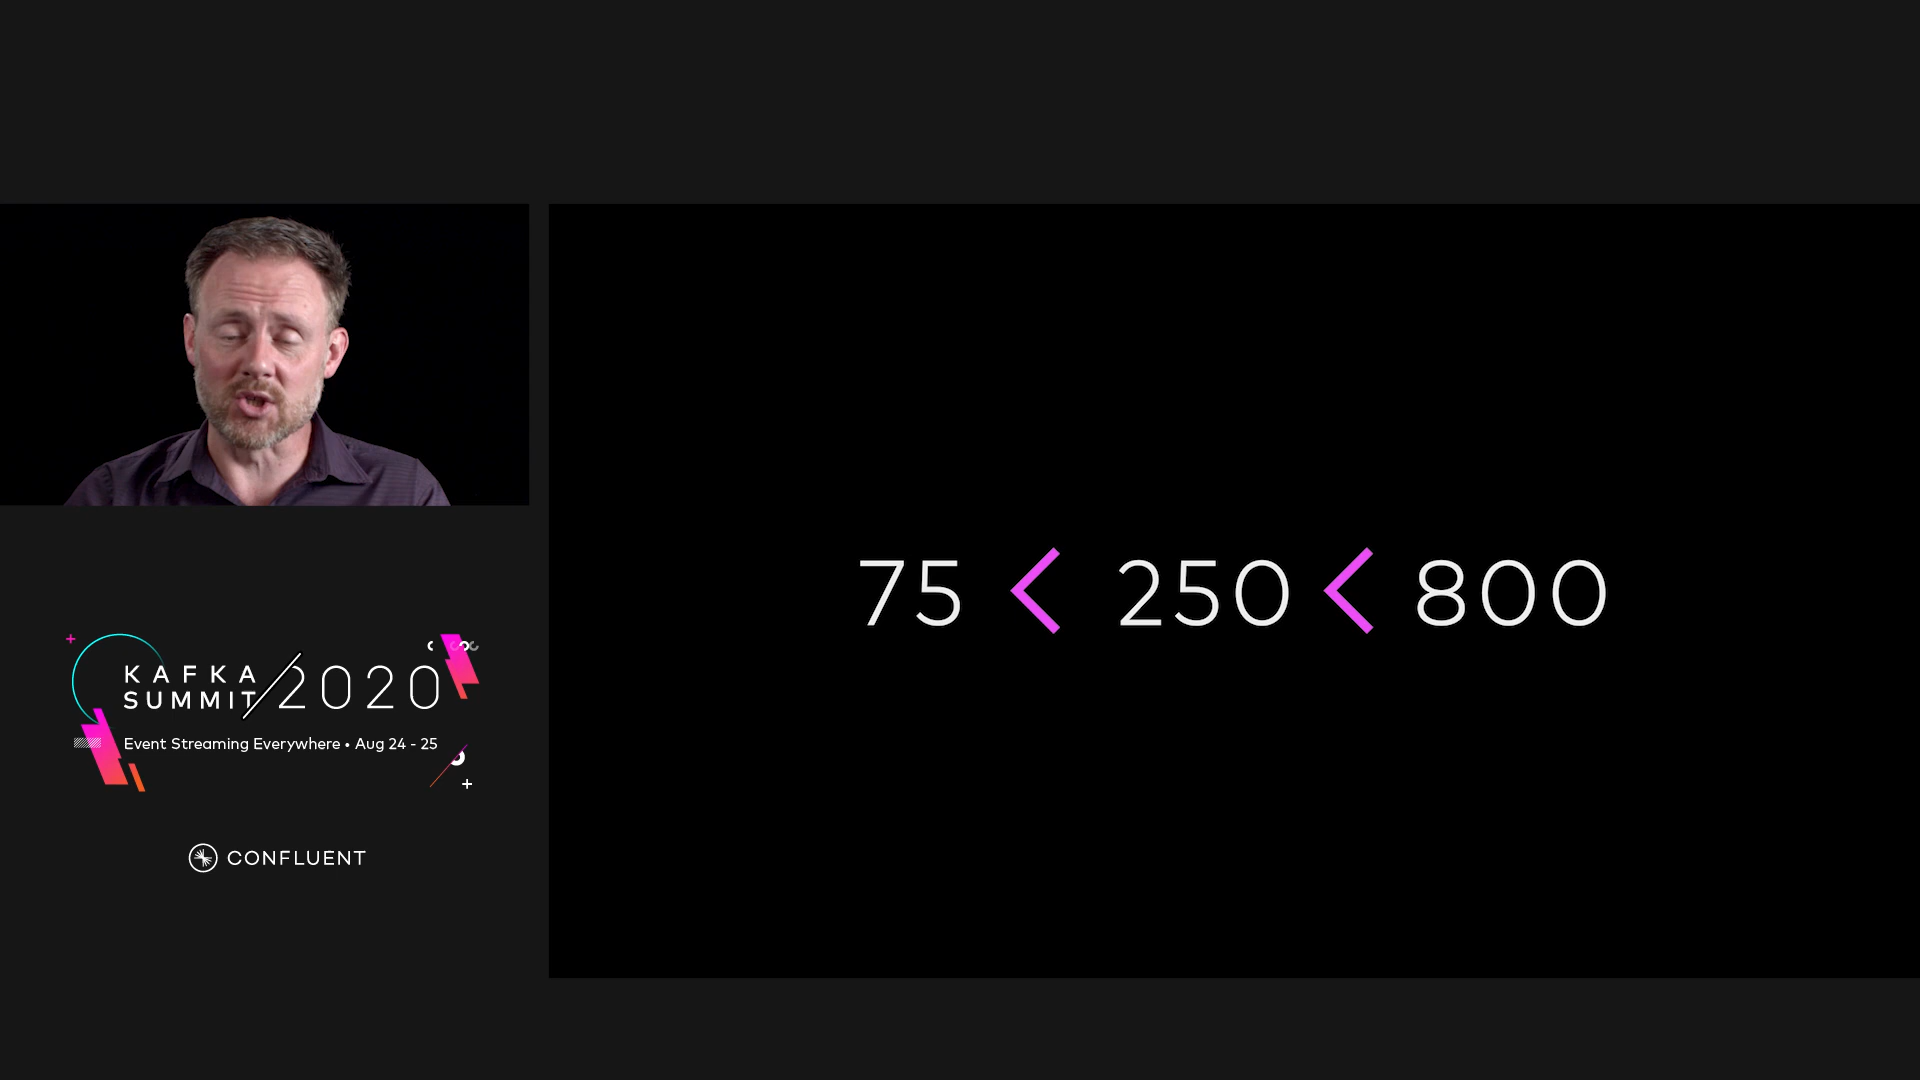 75 < 250 < 800
KAFKA
SUMMIT
2020
Event Streaming Everywhere • Aug 24 - 25
CONFLUENT